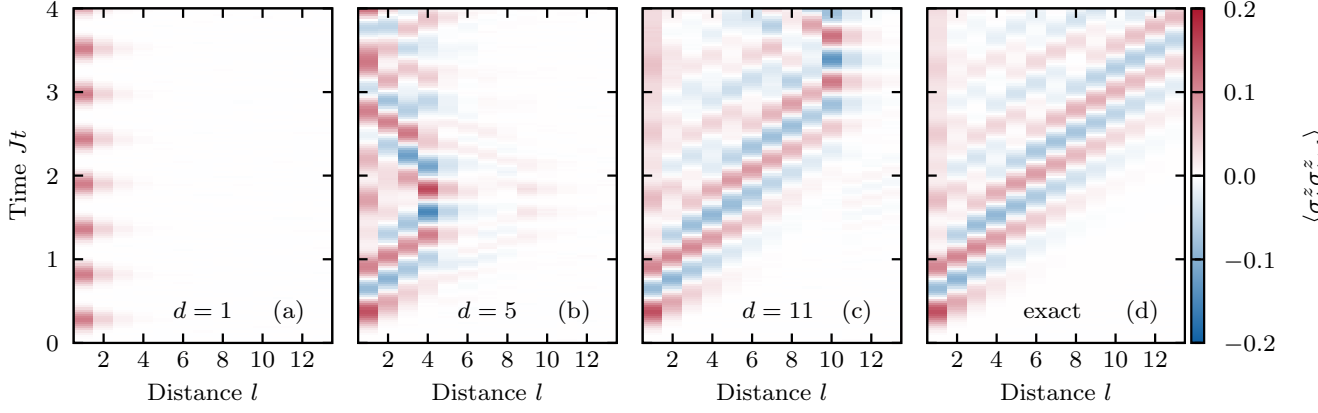 4
3
2
1
0
Time Jt
d = 1 (a)
2 4 6 8 10 12
Distance l
d = 5 (b)
2 4 6 8 10 12
Distance l
d = 11 (c)
2 4 6 8 10 12
Distance l
exact (d)
2 4 6 8 10 12
Distance l
0.2
0.1
0.0
−0.1
−0.2